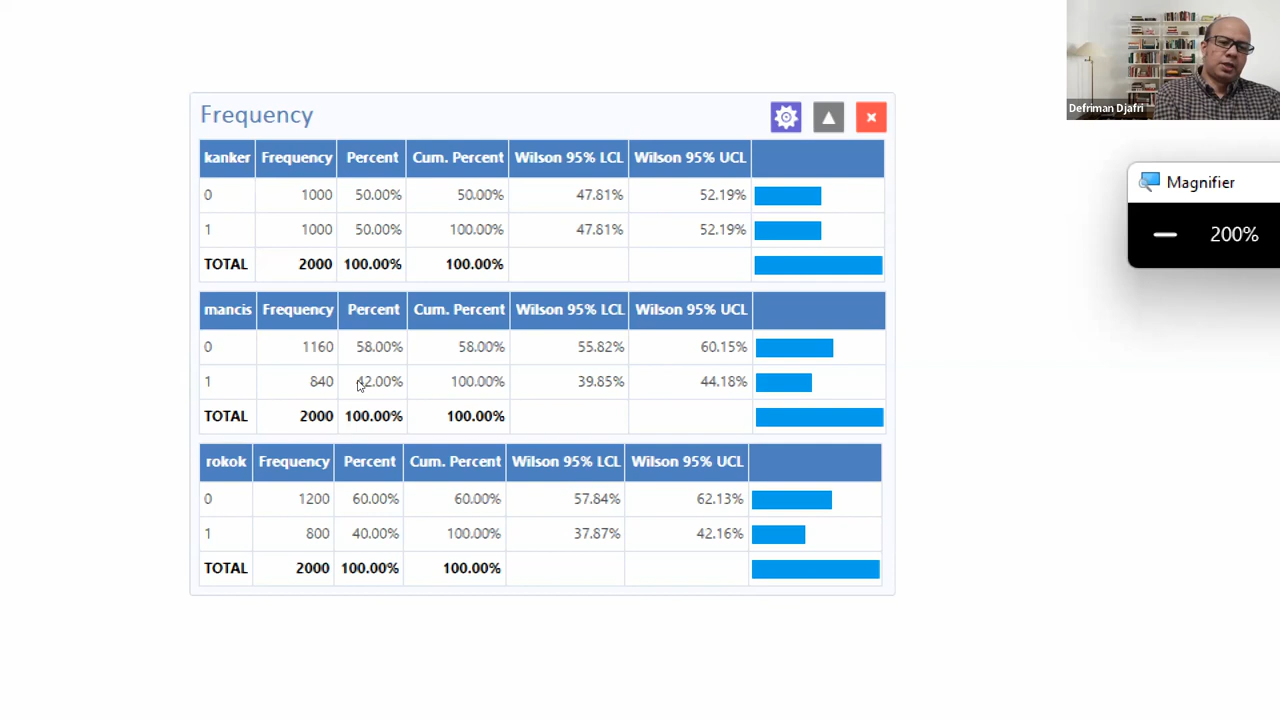 Frequency
kanker Frequency Percent Cum. Percent Wilson 95% LCL Wilson 95% UCL
0 1000 50.00% 50.00% 47.81% 52.19%
1 1000 50.00% 100.00% 47.81% 52.19%
TOTAL 2000 100.00% 100.00%
mancis Frequency Percent Cum. Percent Wilson 95% LCL Wilson 95% UCL
0 1160 58.00% 58.00% 55.82% 60.15%
1 840 42.00% 100.00% 39.85% 44.18%
TOTAL 2000 100.00% 100.00%
rokok Frequency Percent Cum. Percent Wilson 95% LCL Wilson 95% UCL
0 1200 60.00% 60.00% 57.84% 62.13%
1 800 40.00% 100.00% 37.87% 42.16%
TOTAL 2000 100.00% 100.00%
Defriman Djafri
Magnifier
200%